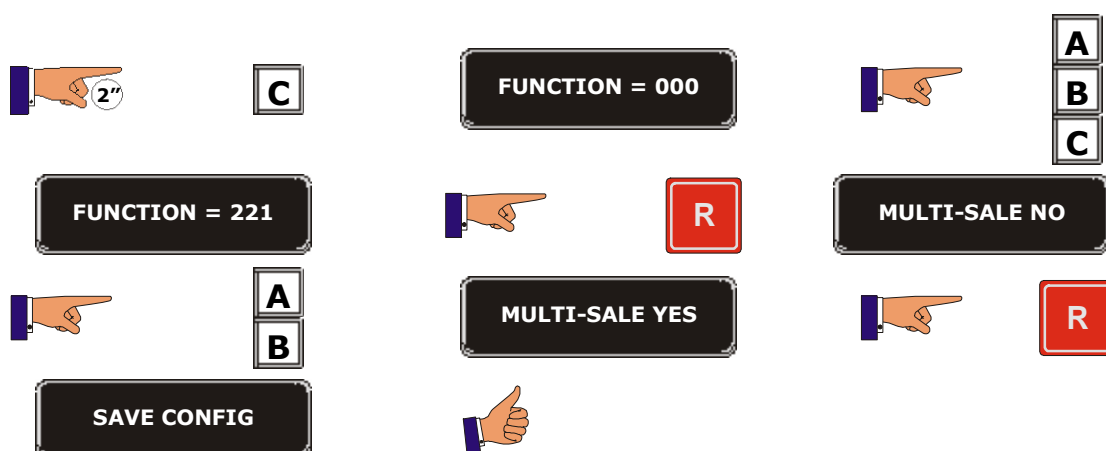 2”
C
FUNCTION = 000
A
B
C
FUNCTION = 221
R
MULTI-SALE NO
A
B
MULTI-SALE YES
R
SAVE CONFIG